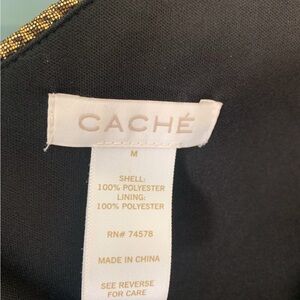 CACHÉ
M
SHELL:
100% POLYESTER
LINING:
100% POLYESTER
RN# 74578
MADE IN CHINA
SEE REVERSE
FOR CARE